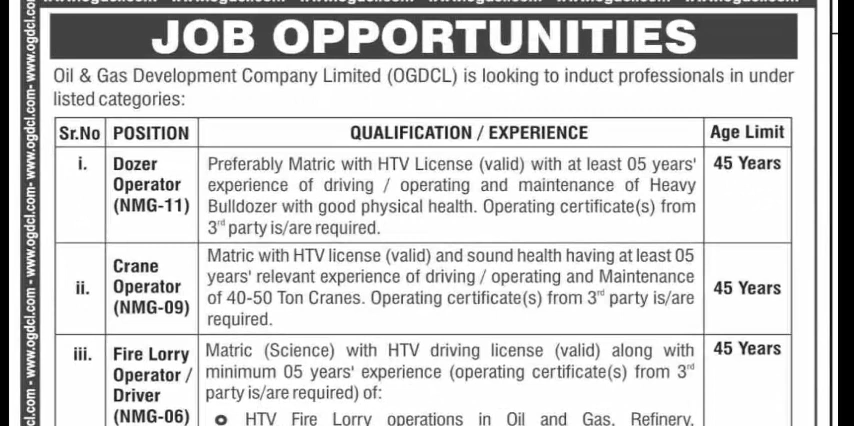 JOB OPPORTUNITIES
Oil & Gas Development Company Limited (OGDCL) is looking to induct professionals in under
listed categories:
Sr.No POSITION QUALIFICATION / EXPERIENCE Age Limit
i. Dozer Operator (NMG-11)
Preferably Matric with HTV License (valid) with at least 05 years'
experience of driving / operating and maintenance of Heavy
Bulldozer with good physical health. Operating certificate(s) from
3rd party is/are required.
45 Years
ii. Crane Operator (NMG-09)
Matric with HTV license (valid) and sound health having at least 05
years' relevant experience of driving / operating and Maintenance
of 40-50 Ton Cranes. Operating certificate(s) from 3rd party is/are
required.
45 Years
iii. Fire Lorry Operator / Driver (NMG-06)
Matric (Science) with HTV driving license (valid) along with
minimum 05 years' experience (operating certificate(s) from 3rd
party is/are required) of:
HTV Fire Lorry operations in Oil and Gas, Refinery,
45 Years
cl.com - www.ogdcl.com - www.ogdcl.com - www.ogdcl.com- www.ogdcl.com- www.ogdcl.co